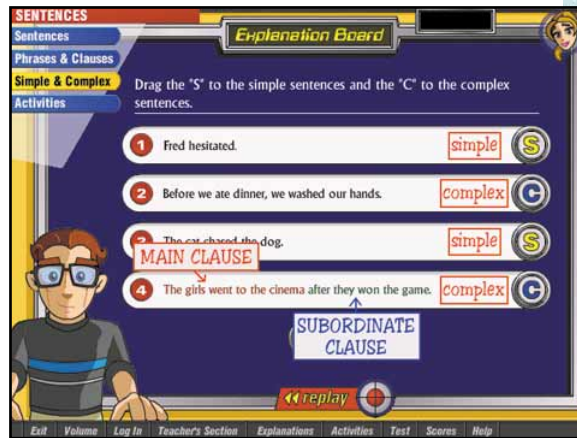 SENTENCES
Sentences
Phrases & Clauses
Simple & Complex
Activities
Explanation Board
Drag the "S" to the simple sentences and the "C" to the complex
sentences.
1 Fred hesitated. simple S
2 Before we ate dinner, we washed our hands. complex C
The cat chased the dog. simple S
MAIN CLAUSE
4 The girls went to the cinema after they won the game. complex C
SUBORDINATE
CLAUSE
replay
Exit Volume Log In Teacher's Section Explanations Activities Test Scores Help